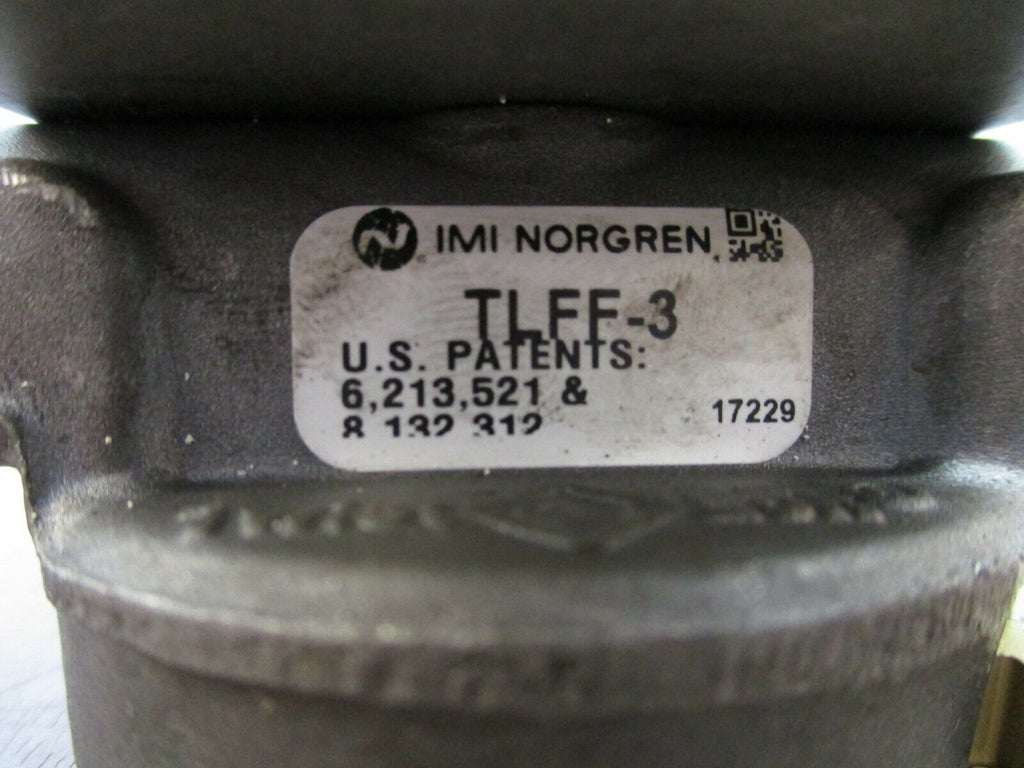 IMI NORGREN
TLFF-3
U.S. PATENTS:
6,213,521 &
8,132,312
17229